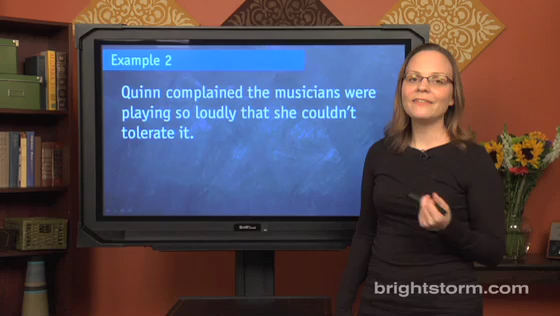 Example 2
Quinn complained the musicians were
playing so loudly that she couldn't
tolerate it.
brightstorm.com